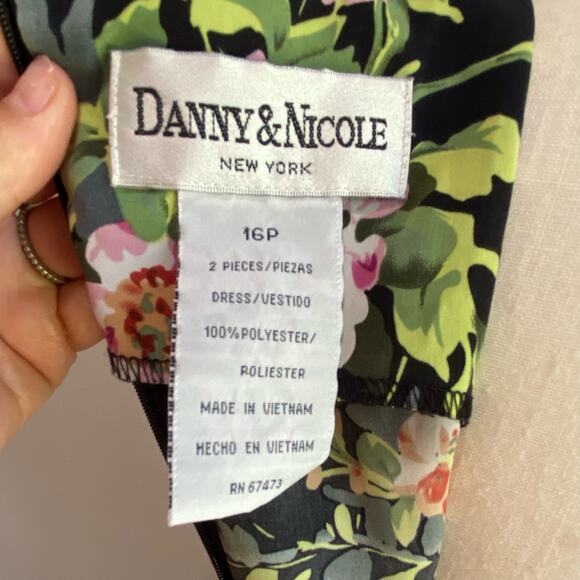 DANNY & NICOLE
NEW YORK
16P
2 PIECES/PIEZAS
DRESS/VESTIDO
100% POLYESTER/
POLIESTER
MADE IN VIETNAM
HECHO EN VIETNAM
RN 67473